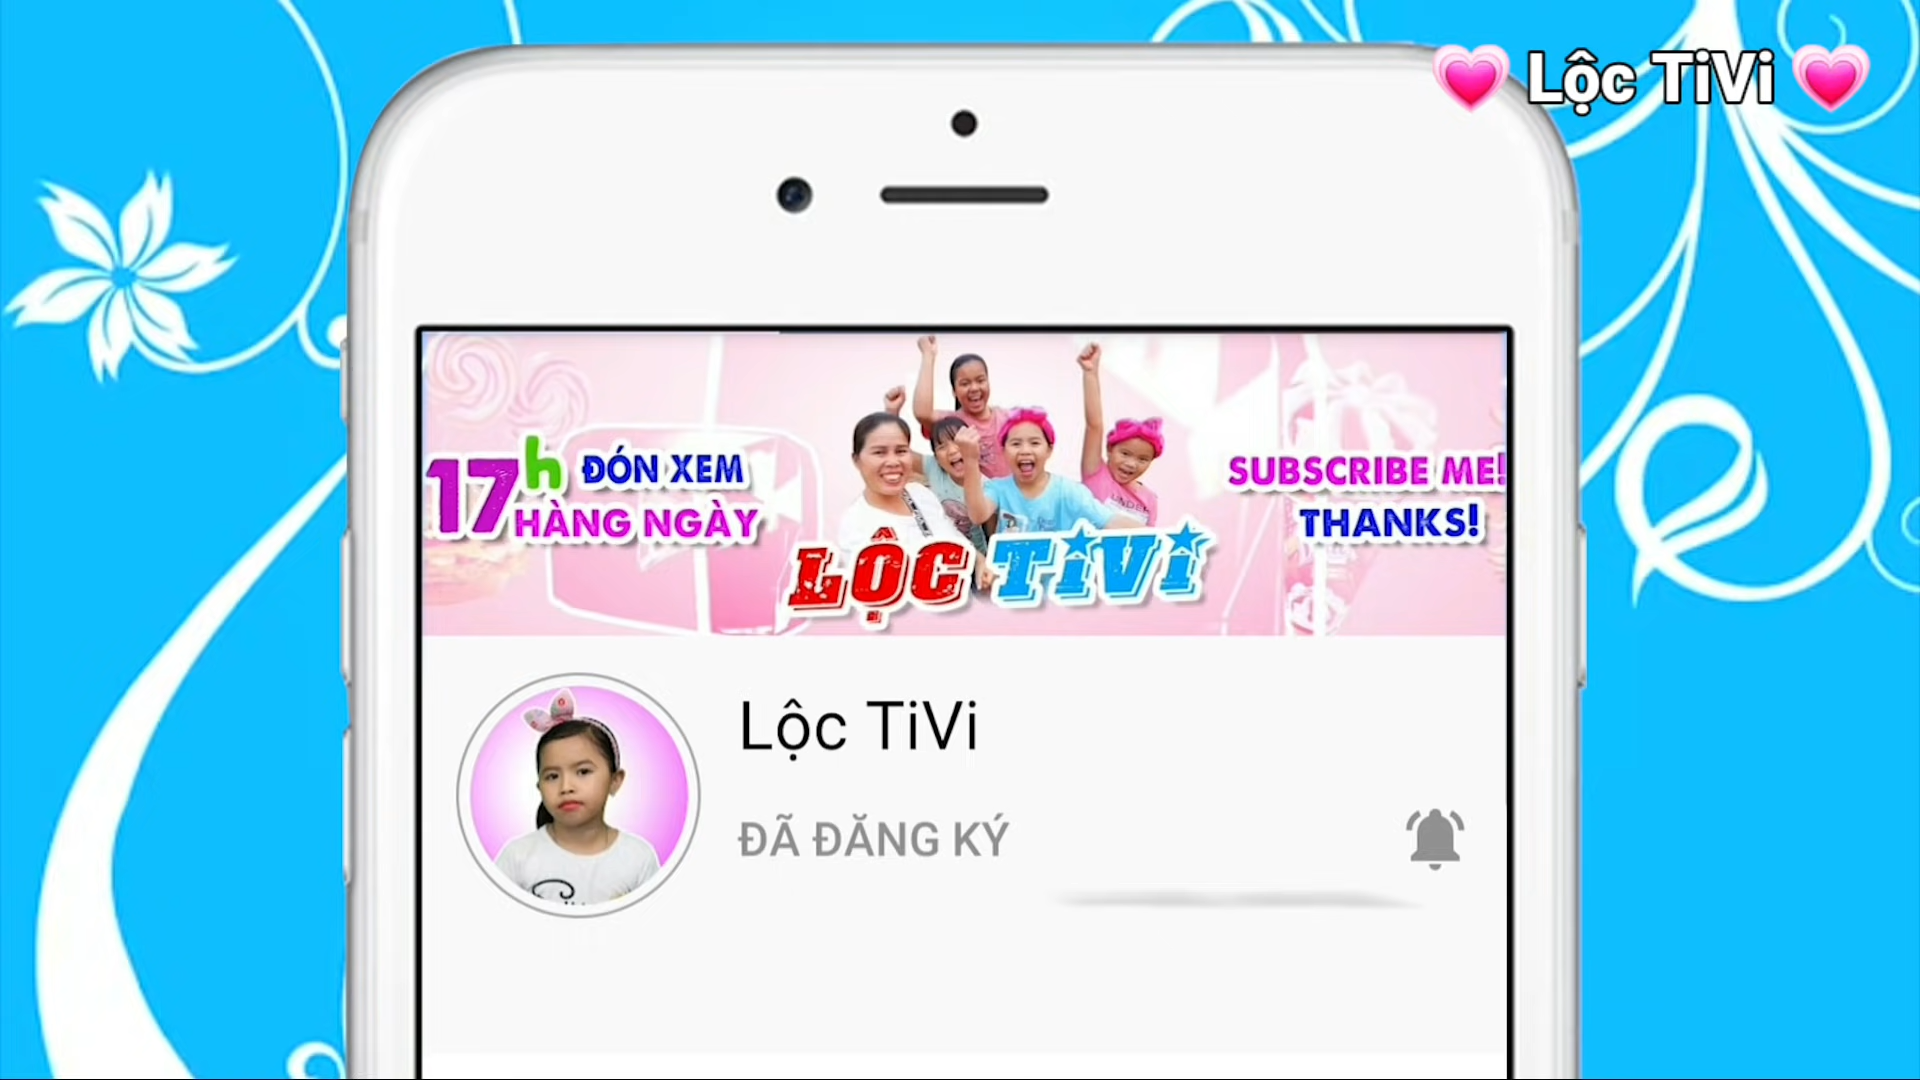 Lộc TiVi
17h ĐÓN XEM
HÀNG NGÀY
LỘC TiVi
SUBSCRIBE ME!
THANKS!
Lộc TiVi
ĐÃ ĐĂNG KÝ